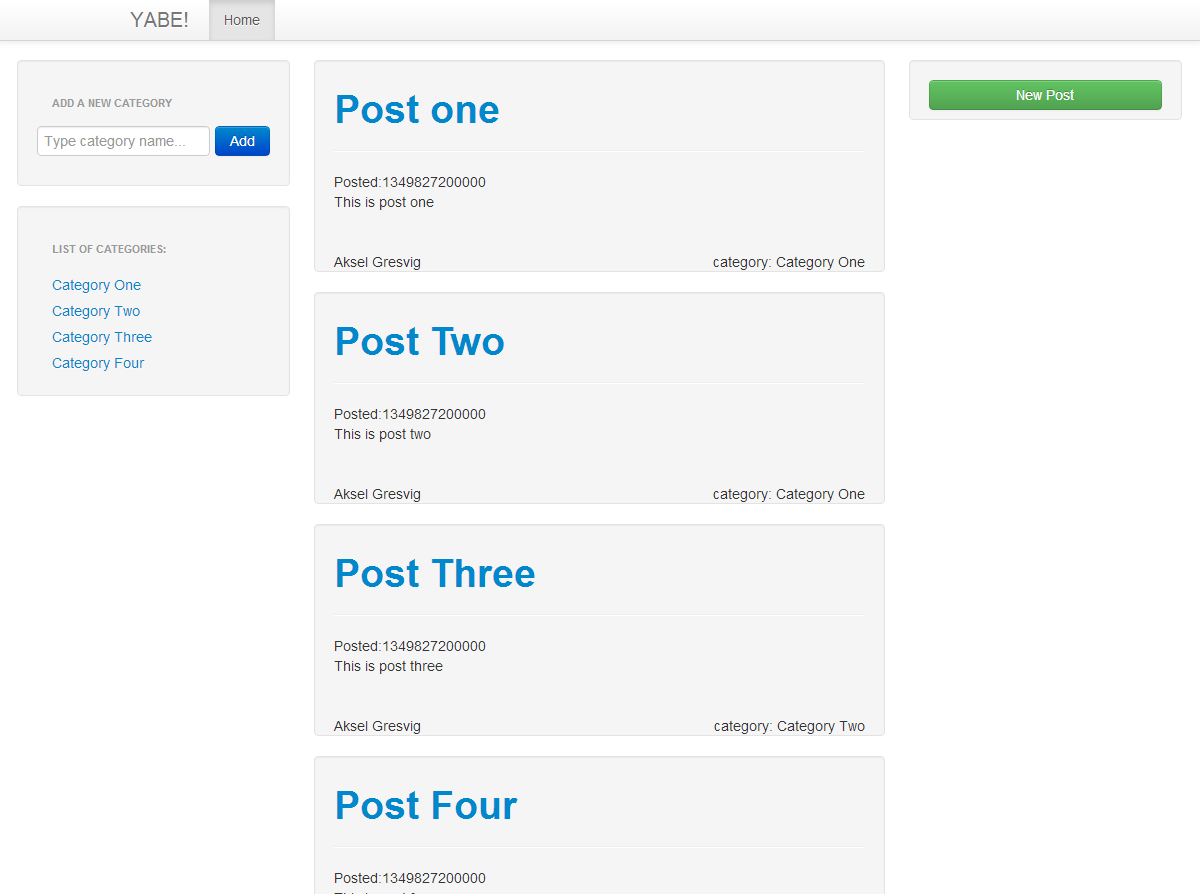 YABE! Home
ADD A NEW CATEGORY
Type category name... Add
LIST OF CATEGORIES:
Category One
Category Two
Category Three
Category Four
Post one
Posted:1349827200000
This is post one
Aksel Gresvig category: Category One
Post Two
Posted:1349827200000
This is post two
Aksel Gresvig category: Category One
Post Three
Posted:1349827200000
This is post three
Aksel Gresvig category: Category Two
Post Four
Posted:1349827200000
New Post